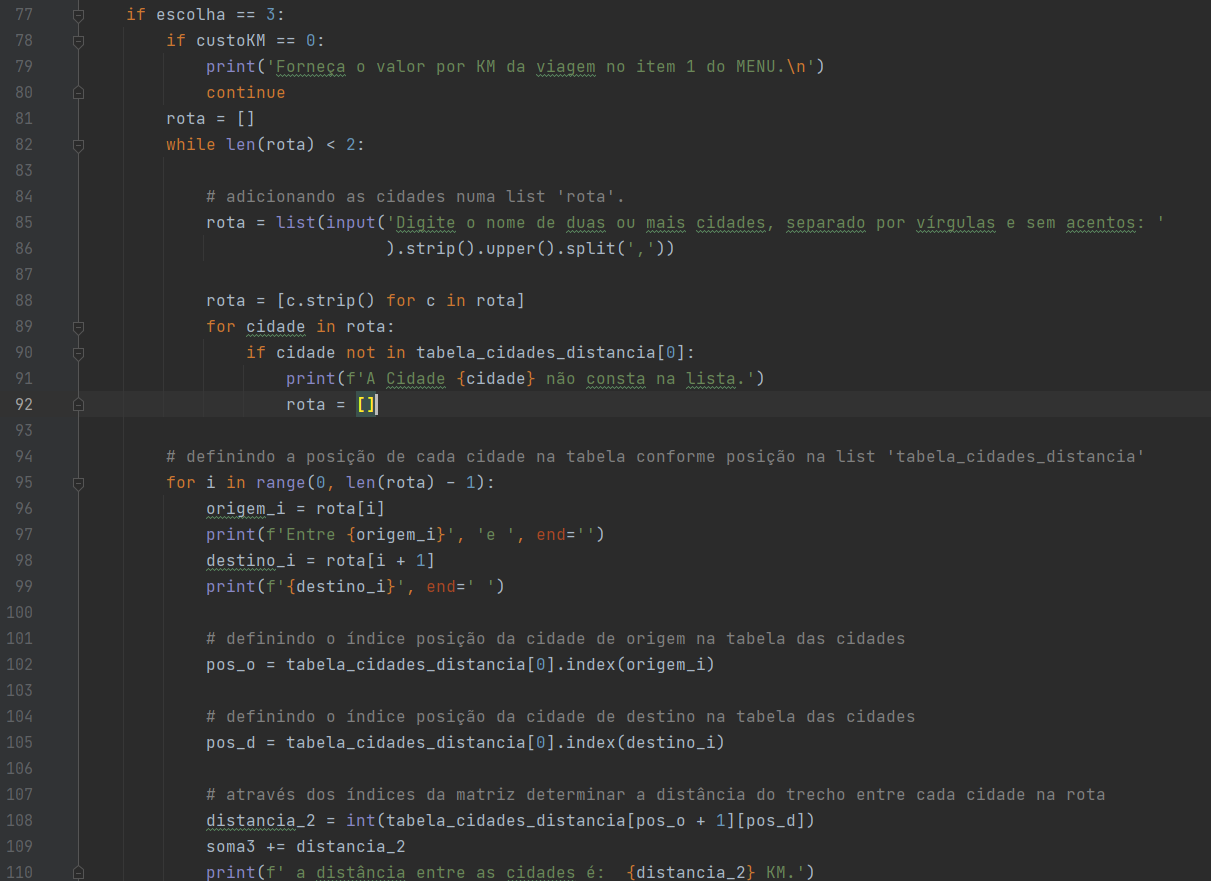 77 if escolha == 3:
78 if custoKM == 0:
79 print('Forneça o valor por KM da viagem no item 1 do MENU.\n')
80 continue
81 rota = []
82 while len(rota) < 2:
83
84 # adicionando as cidades numa list 'rota'.
85 rota = list(input('Digite o nome de duas ou mais cidades, separado por vírgulas e sem acentos: '
86 ).strip().upper().split(','))
87
88 rota = [c.strip() for c in rota]
89 for cidade in rota:
90 if cidade not in tabela_cidades_distancia[0]:
91 print(f'A Cidade {cidade} não consta na lista.')
92 rota = []
93
94 # definindo a posição de cada cidade na tabela conforme posição na list 'tabela_cidades_distancia'
95 for i in range(0, len(rota) - 1):
96 origem_i = rota[i]
97 print(f'Entre {origem_i}', 'e ', end='')
98 destino_i = rota[i + 1]
99 print(f'{destino_i}', end=' ')
100
101 # definindo o índice posição da cidade de origem na tabela das cidades
102 pos_o = tabela_cidades_distancia[0].index(origem_i)
103
104 # definindo o índice posição da cidade de destino na tabela das cidades
105 pos_d = tabela_cidades_distancia[0].index(destino_i)
106
107 # através dos índices da matriz determinar a distância do trecho entre cada cidade na rota
108 distancia_2 = int(tabela_cidades_distancia[pos_o + 1][pos_d])
109 soma3 += distancia_2
110 print(f' a distância entre as cidades é:  {distancia_2} KM.')